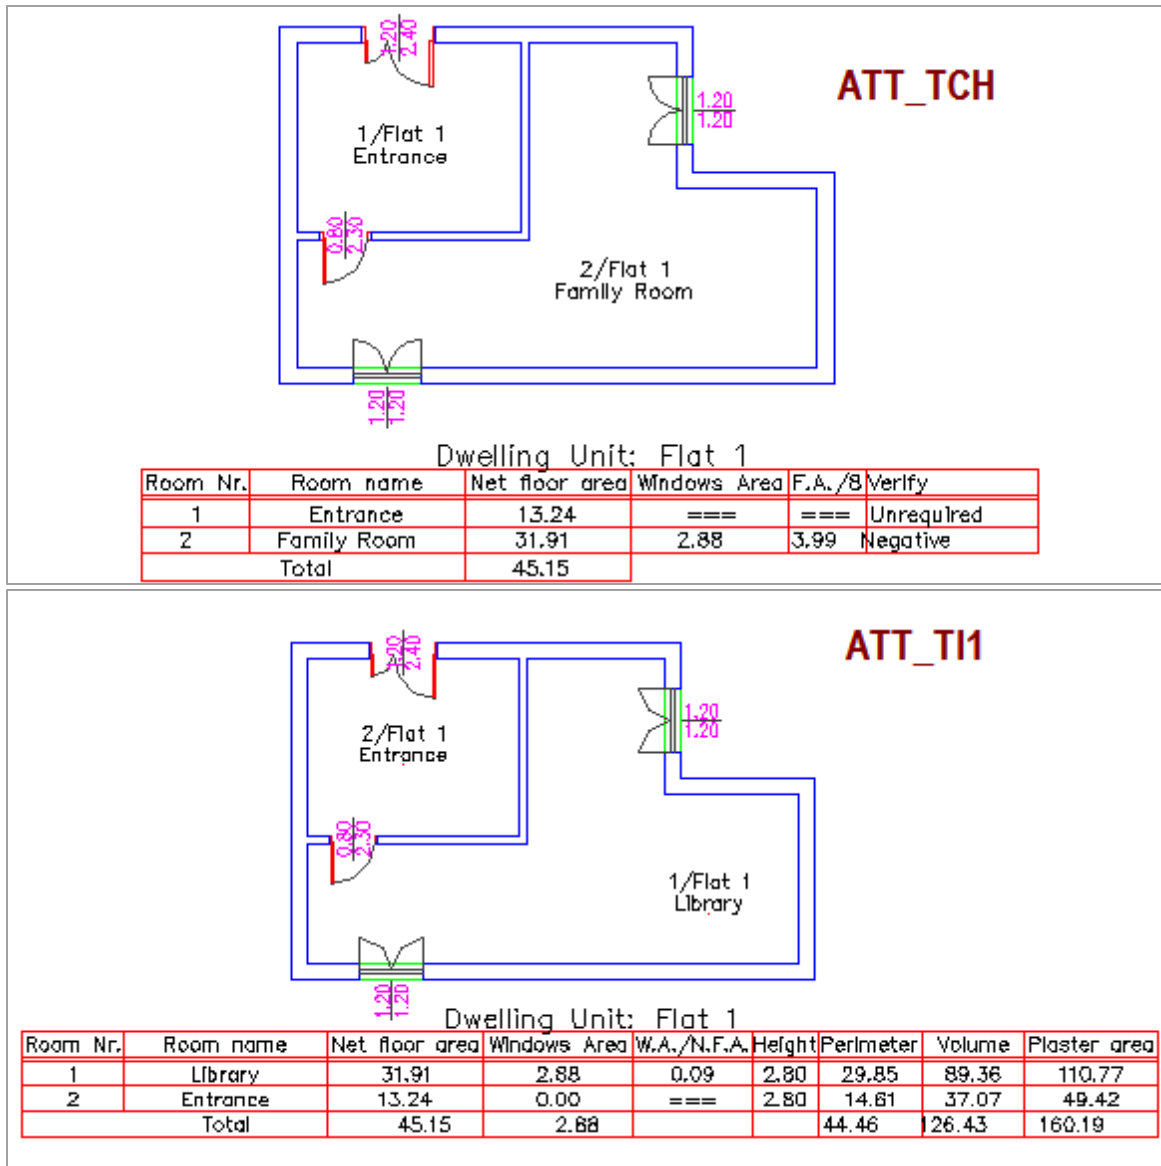 1.20
2.40
ATT_TCH
1.20
1.20
1/Flat 1
Entrance
0.80
2.30
2/Flat 1
Family Room
1.20
1.20
Dwelling Unit: Flat 1
Room Nr. Room name Net floor area Windows Area F.A./8 Verify
1 Entrance 13.24 === === Unrequired
2 Family Room 31.91 2.88 3.99 Negative
Total 45.15
1.20
2.40
ATT_TI1
1.20
1.20
2/Flat 1
Entrance
0.80
2.30
1/Flat 1
Library
1.20
1.20
Dwelling Unit: Flat 1
Room Nr. Room name Net floor area Windows Area W.A./N.F.A. Height Perimeter Volume Plaster area
1 Library 31.91 2.88 0.09 2.80 29.85 89.36 110.77
2 Entrance 13.24 0.00 === 2.80 14.61 37.07 49.42
Total 45.15 2.88 44.46 126.43 160.19